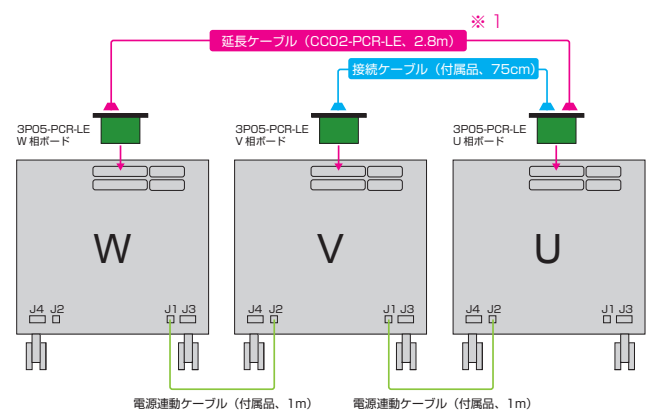 ※1
延長ケーブル（CC02-PCR-LE、2.8m）
接続ケーブル（付属品、75cm）
3P05-PCR-LE
W 相ボード
3P05-PCR-LE
V 相ボード
3P05-PCR-LE
U 相ボード
W
V
U
J4 J2
J1 J3
J4 J2
J1 J3
J4 J2
J1 J3
電源連動ケーブル（付属品、1m）
電源連動ケーブル（付属品、1m）